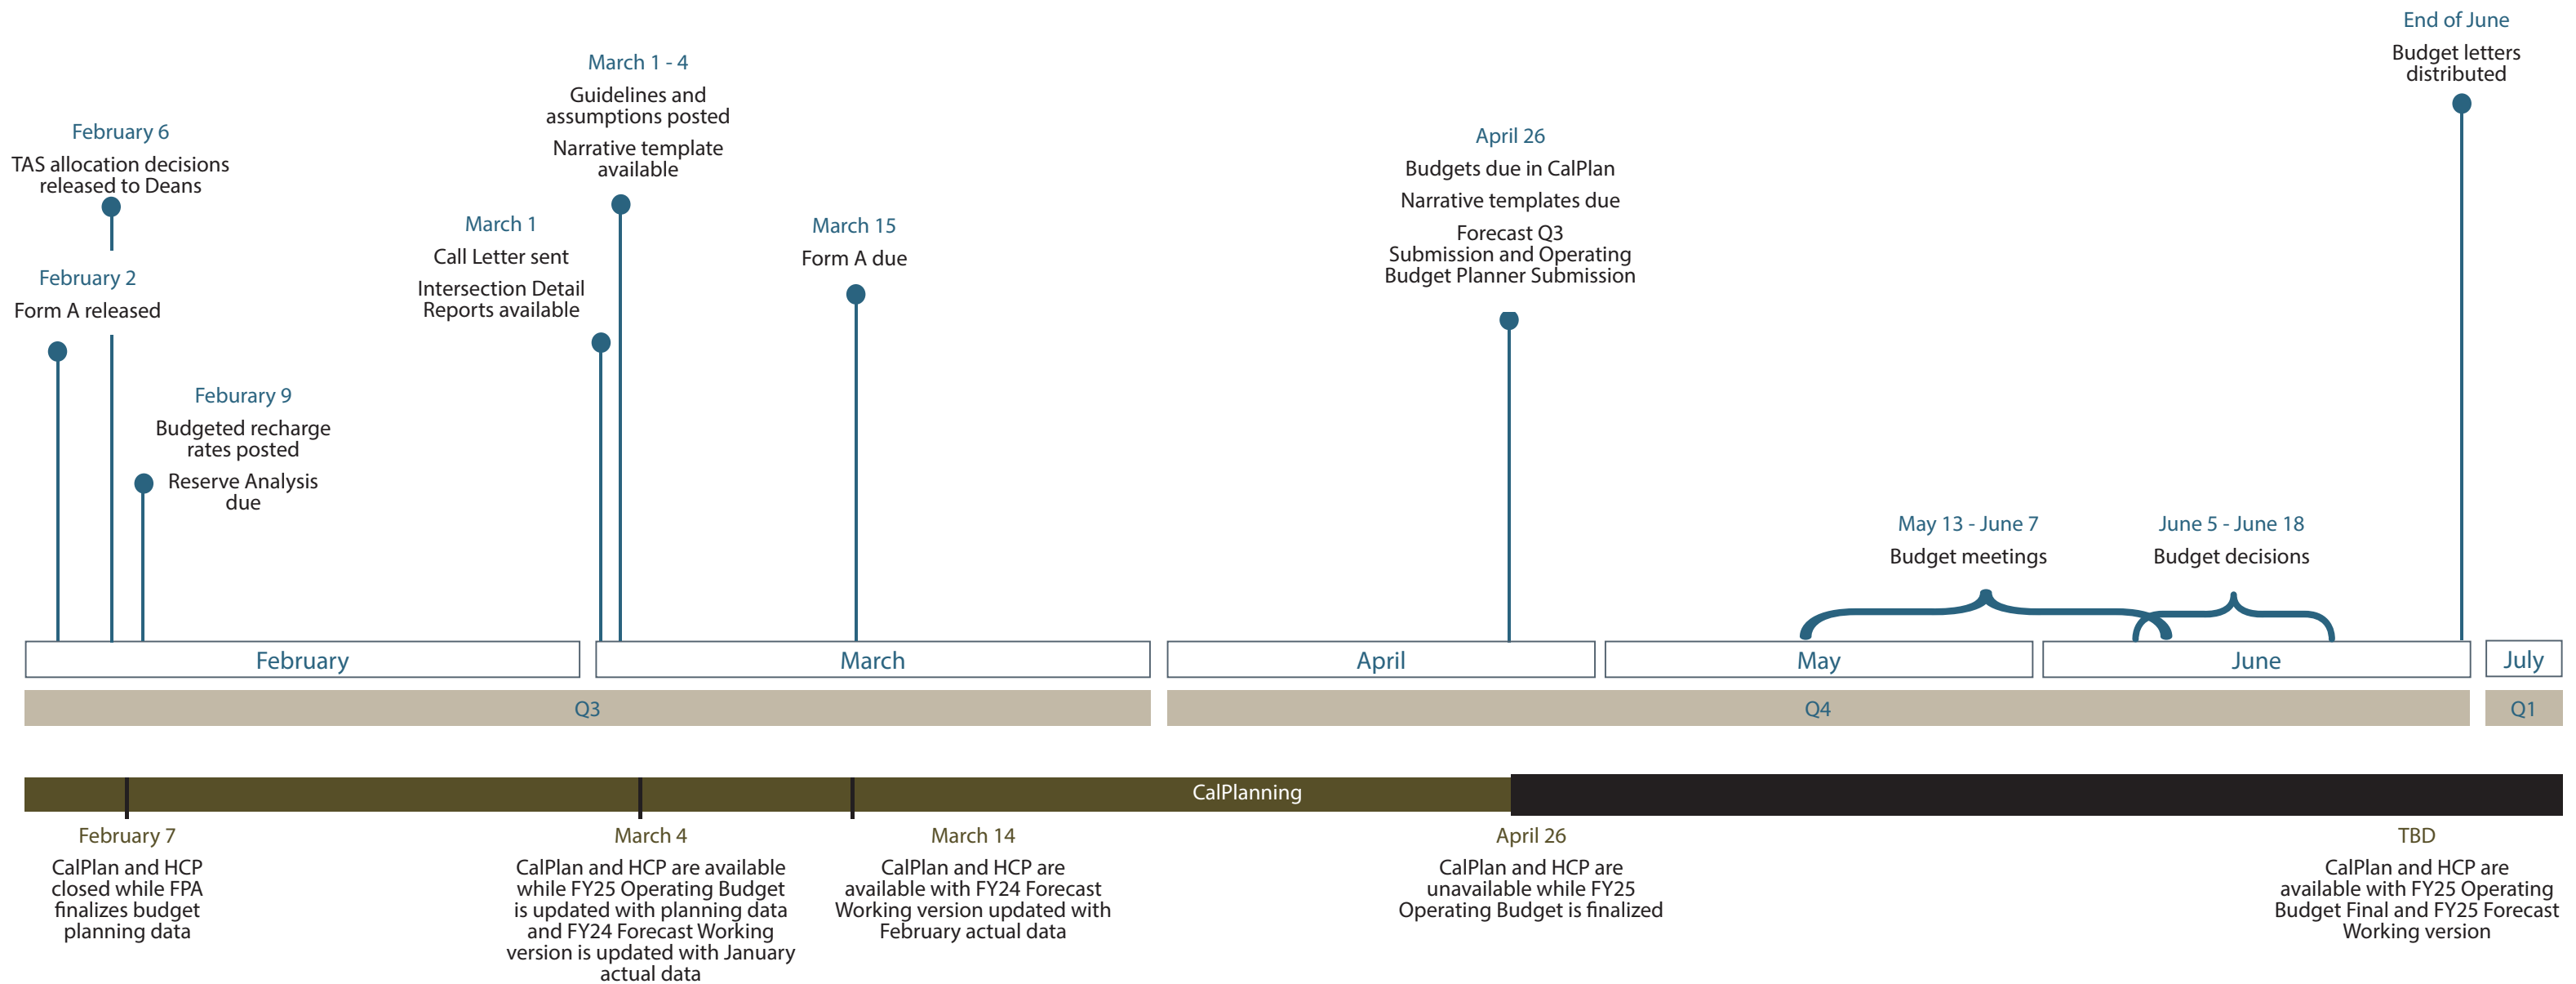 End of June
Budget letters
distributed
March 1 - 4
Guidelines and
assumptions posted
Narrative template
available
February 6
TAS allocation decisions
released to Deans
April 26
Budgets due in CalPlan
Narrative templates due
Forecast Q3
Submission and Operating
Budget Planner Submission
March 1
Call Letter sent
Intersection Detail
Reports available
March 15
Form A due
February 2
Form A released
Feburary 9
Budgeted recharge
rates posted
Reserve Analysis
due
May 13 - June 7
Budget meetings
June 5 - June 18
Budget decisions
February
March
April
May
June
July
Q3
Q4
Q1
CalPlanning
February 7
CalPlan and HCP
closed while FPA
finalizes budget
planning data
March 4
CalPlan and HCP are available
while FY25 Operating Budget
is updated with planning data
and FY24 Forecast Working
version is updated with January
actual data
March 14
CalPlan and HCP are
available with FY24 Forecast
Working version updated with
February actual data
April 26
CalPlan and HCP are
unavailable while FY25
Operating Budget is finalized
TBD
CalPlan and HCP are
available with FY25 Operating
Budget Final and FY25 Forecast
Working version